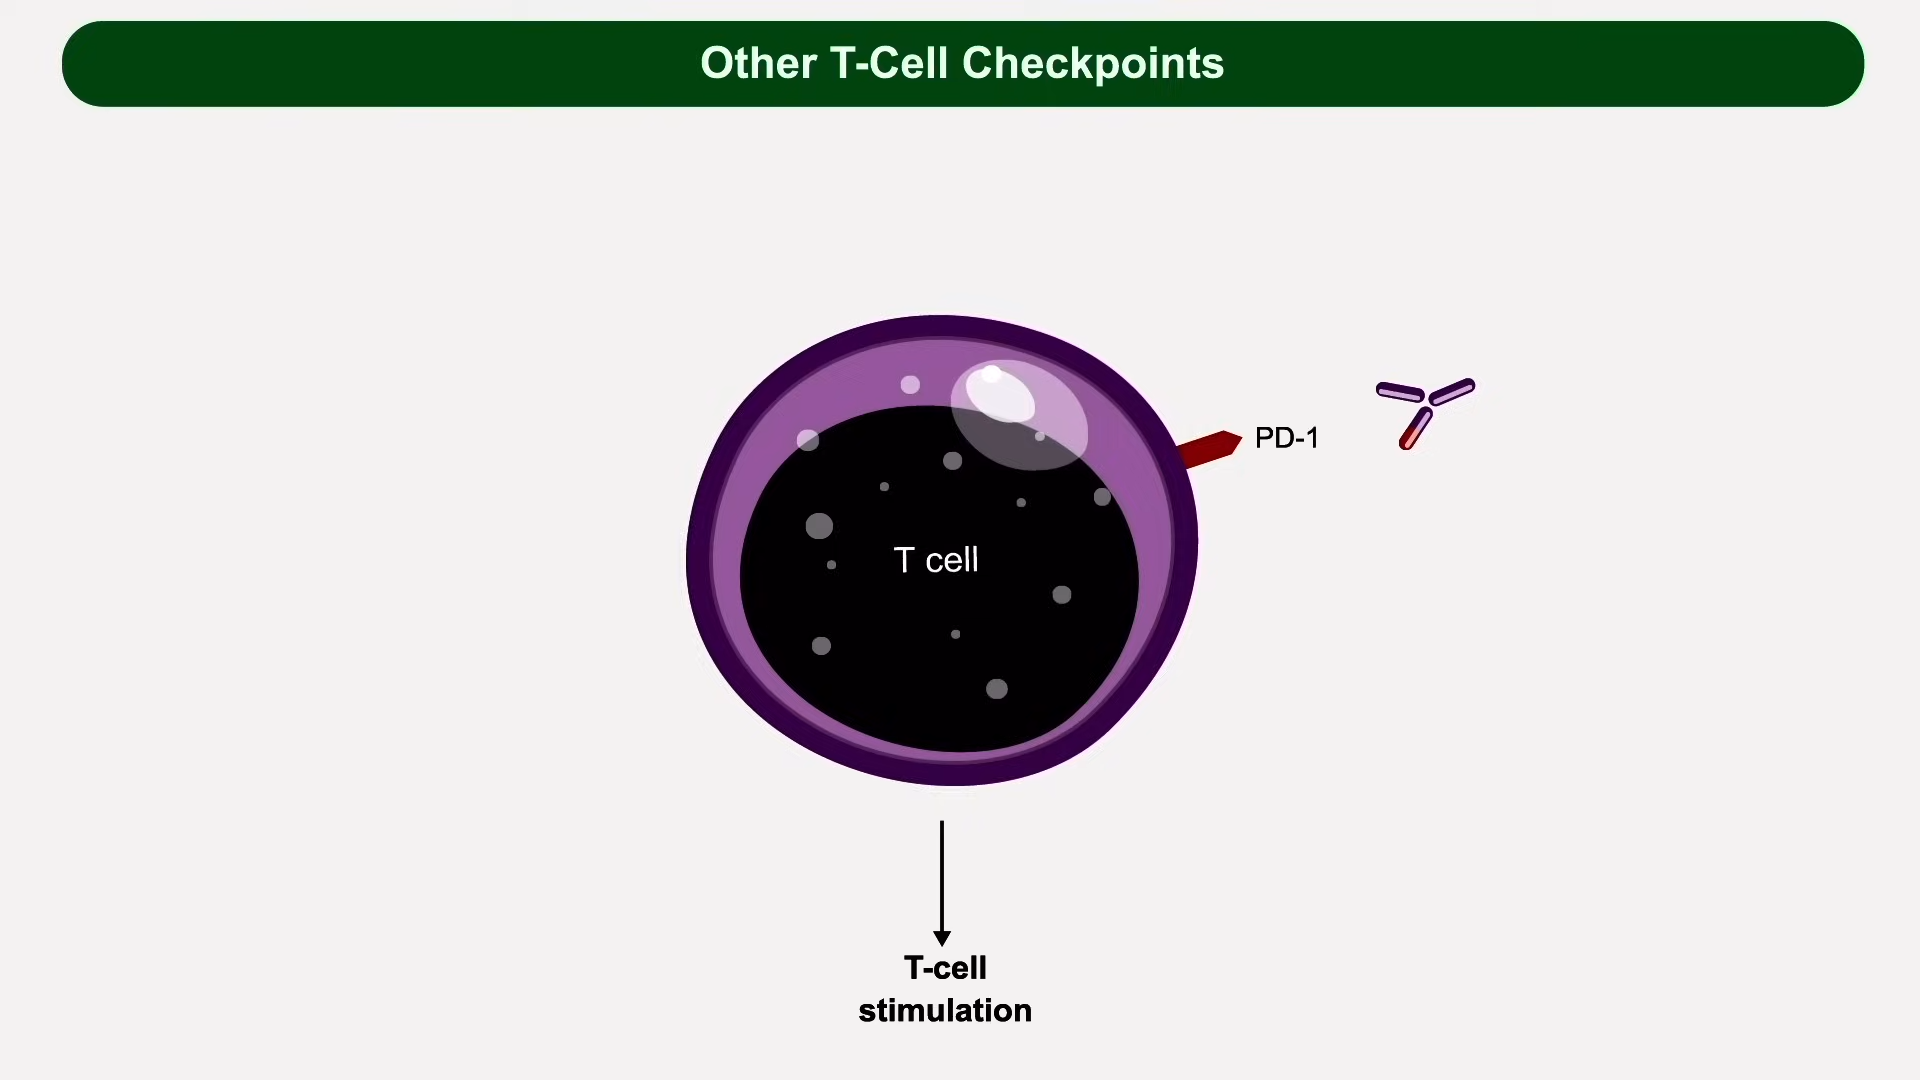 Other T-Cell Checkpoints
PD-1
T cell
T-cell
stimulation